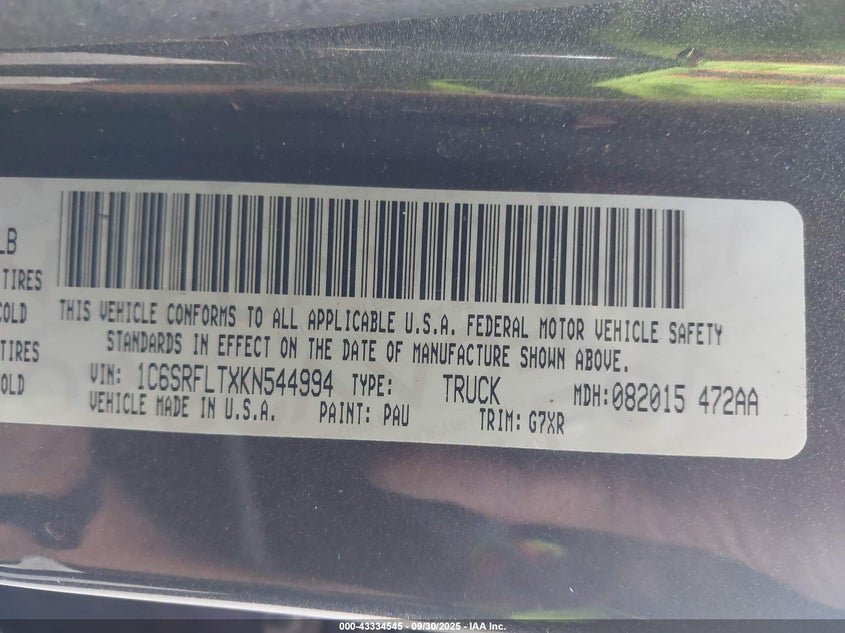 LB
TIRES
COLD
TIRES
OLD
THIS VEHICLE CONFORMS TO ALL APPLICABLE U.S.A. FEDERAL MOTOR VEHICLE SAFETY
STANDARDS IN EFFECT ON THE DATE OF MANUFACTURE SHOWN ABOVE.
VIN: 1C6SRFLTXKN544994 TYPE: TRUCK MDH:082015 472AA
VEHICLE MADE IN U.S.A. PAINT: PAU TRIM: G7XR
000-43334545 - 09/30/2025 - IAA Inc.